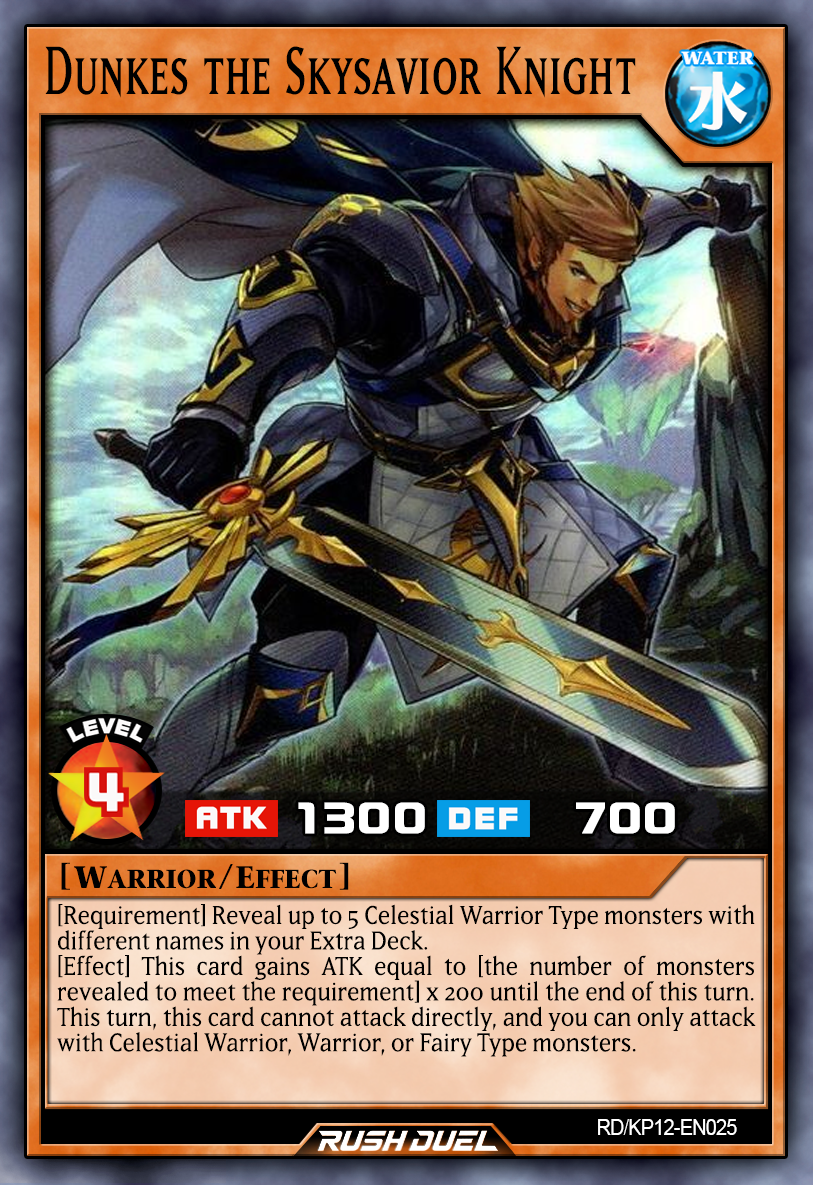 Dunkes the Skysavior Knight
WATER
水
LEVEL
4
ATK 1300 DEF 700
[Warrior/Effect]
[Requirement] Reveal up to 5 Celestial Warrior Type monsters with
different names in your Extra Deck.
[Effect] This card gains ATK equal to [the number of monsters
revealed to meet the requirement] x 200 until the end of this turn.
This turn, this card cannot attack directly, and you can only attack
with Celestial Warrior, Warrior, or Fairy Type monsters.
RUSH DUEL
RD/KP12-EN025